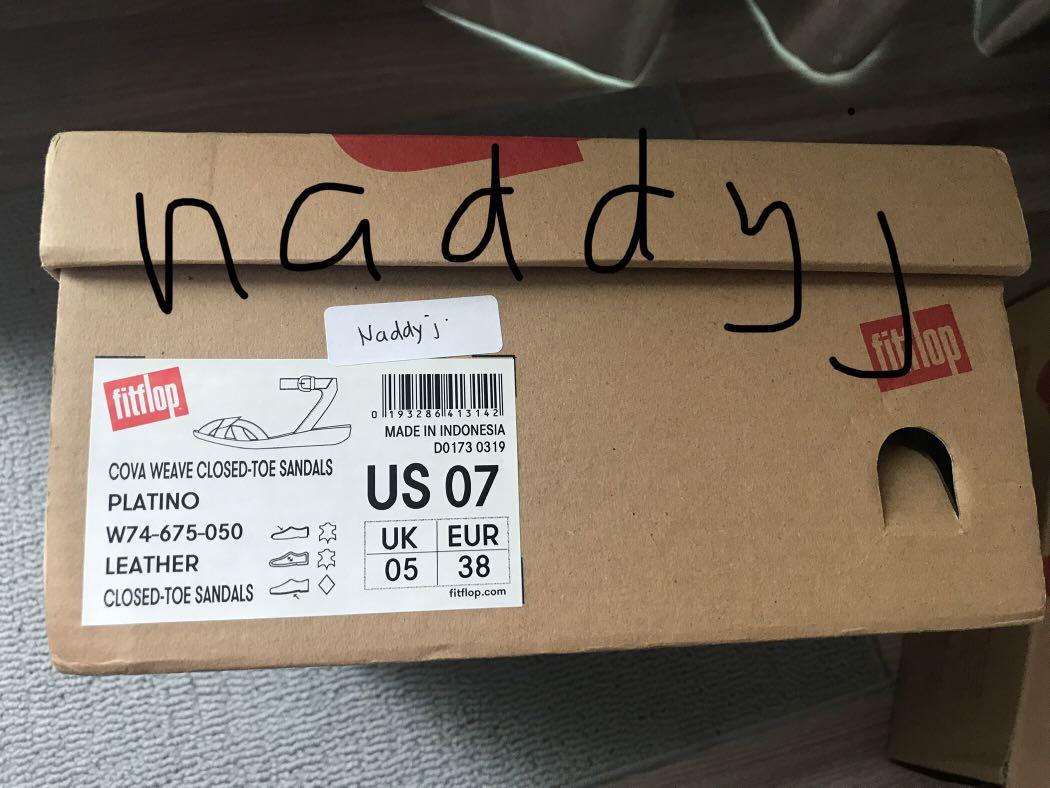 naddyj
Naddy'j.
fitflop
fitflop
0 193286 413142
MADE IN INDONESIA
D0173 0319
COVA WEAVE CLOSED-TOE SANDALS
PLATINO
W74-675-050
LEATHER
CLOSED-TOE SANDALS
US 07
UK EUR
05 38
fitflop.com